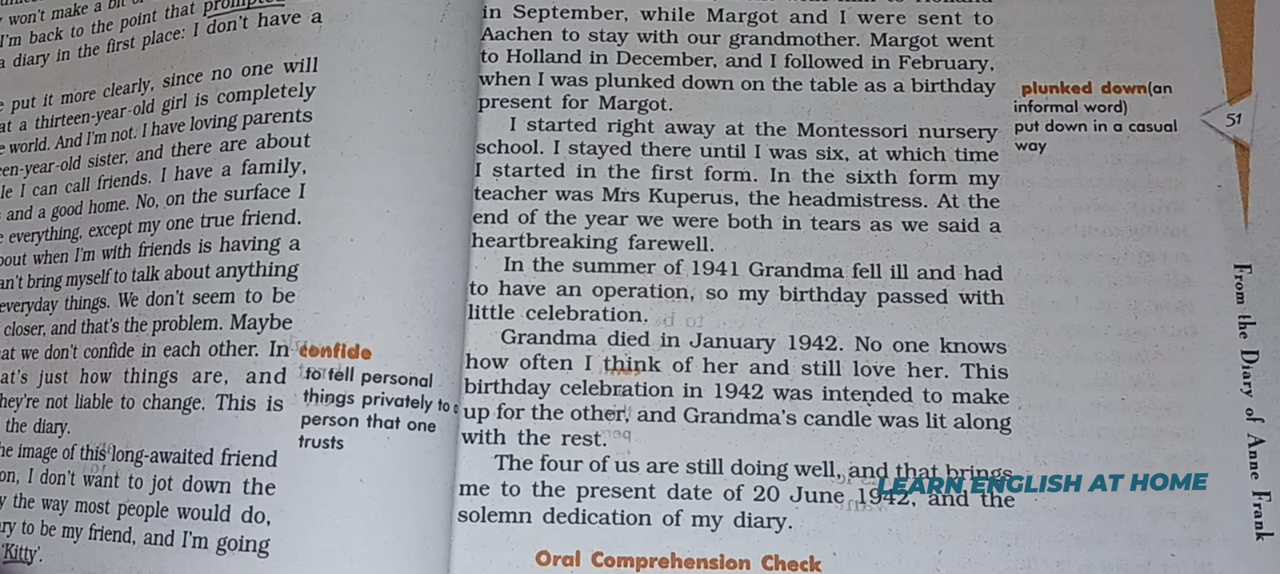 won't make a bit
I'm back to the point that prompted
a diary in the first place: I don't have a
put it more clearly, since no one will
at a thirteen-year-old girl is completely
world. And I'm not. I have loving parents
een-year-old sister, and there are about
le I can call friends. I have a family,
and a good home. No, on the surface I
everything, except my one true friend.
bout when I'm with friends is having a
an't bring myself to talk about anything
everyday things. We don't seem to be
closer, and that's the problem. Maybe
at we don't confide in each other. In
at's just how things are, and
hey're not liable to change. This is
the diary.
he image of this long-awaited friend
on, I don't want to jot down the
y the way most people would do,
ry to be my friend, and I'm going
'Kitty'.
confide
to tell personal
things privately to a
person that one
trusts
in September, while Margot and I were sent to
Aachen to stay with our grandmother. Margot went
to Holland in December, and I followed in February,
when I was plunked down on the table as a birthday
present for Margot.
I started right away at the Montessori nursery
school. I stayed there until I was six, at which time
I started in the first form. In the sixth form my
teacher was Mrs Kuperus, the headmistress. At the
end of the year we were both in tears as we said a
heartbreaking farewell.
In the summer of 1941 Grandma fell ill and had
to have an operation, so my birthday passed with
little celebration.
Grandma died in January 1942. No one knows
how often I think of her and still love her. This
birthday celebration in 1942 was intended to make
up for the other, and Grandma's candle was lit along
with the rest.
The four of us are still doing well, and that brings
me to the present date of 20 June 1942, and the
solemn dedication of my diary.
Oral Comprehension Check
plunked down(an
informal word)
put down in a casual
way
51
From the Diary of Anne Frank
LEARN ENGLISH AT HOME